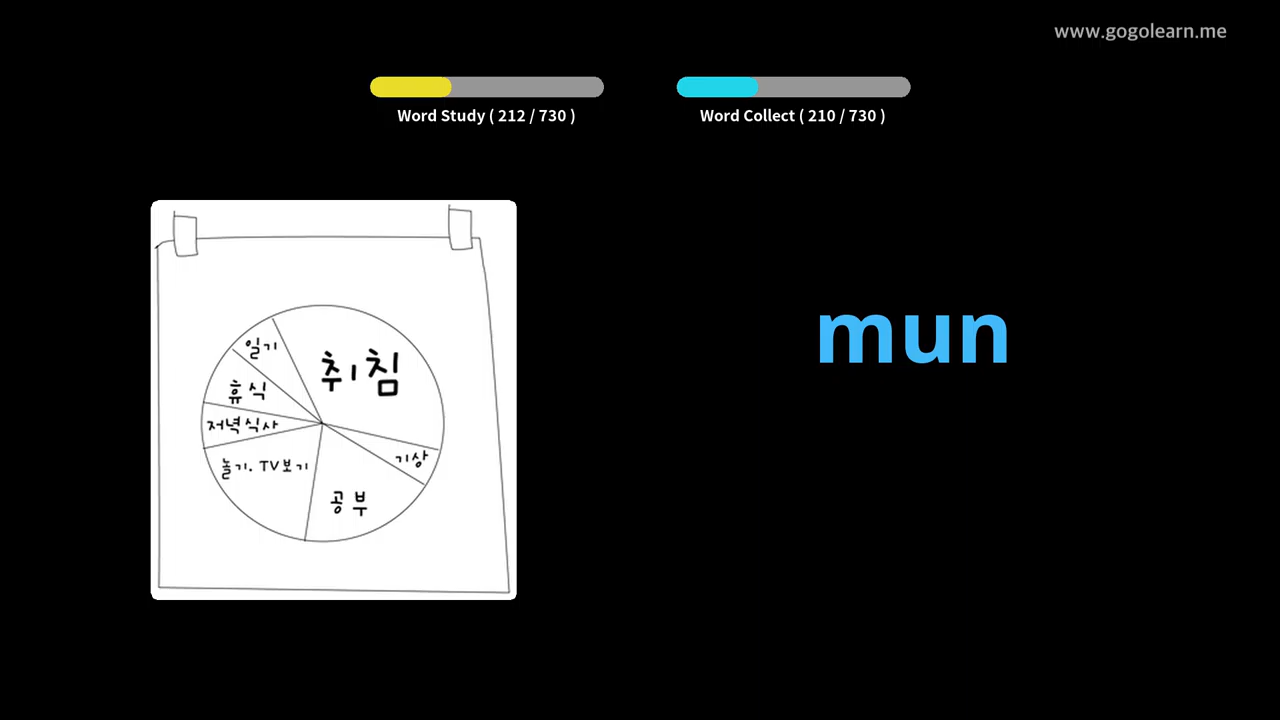 www.gogolearn.me
Word Study ( 212 / 730 )
Word Collect ( 210 / 730 )
일기
취침
휴식
저녁식사
놀기. TV보기
기상
공부
mun